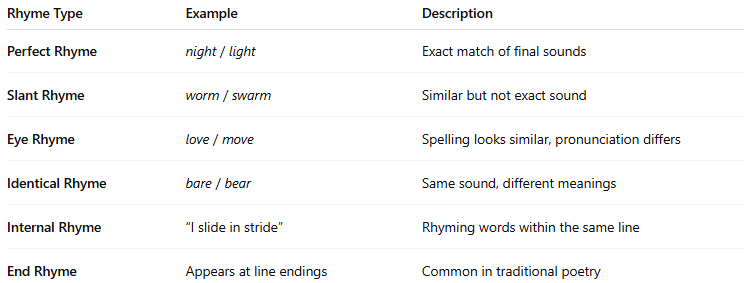 Rhyme Type Example Description
Perfect Rhyme night / light Exact match of final sounds
Slant Rhyme worm / swarm Similar but not exact sound
Eye Rhyme love / move Spelling looks similar, pronunciation differs
Identical Rhyme bare / bear Same sound, different meanings
Internal Rhyme “I slide in stride” Rhyming words within the same line
End Rhyme Appears at line endings Common in traditional poetry